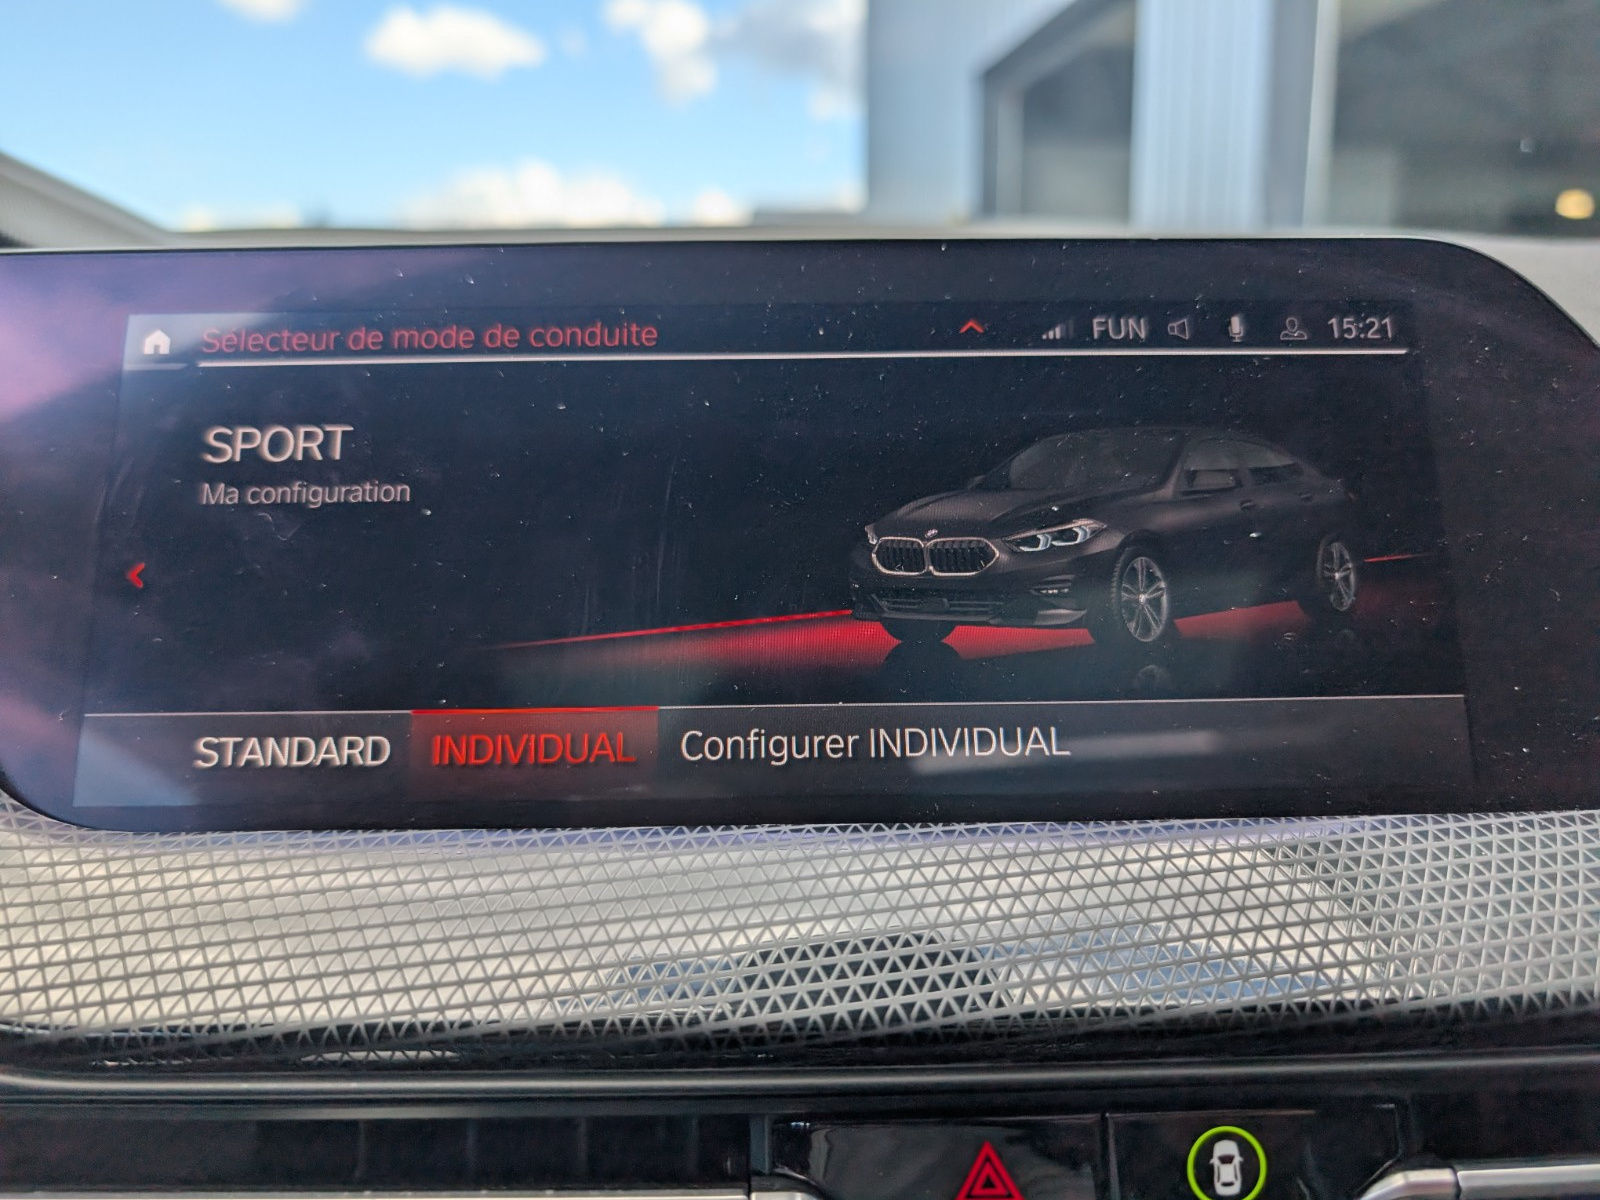 Sélecteur de mode de conduite FUN 15:21
SPORT
Ma configuration
STANDARD INDIVIDUAL Configurer INDIVIDUAL